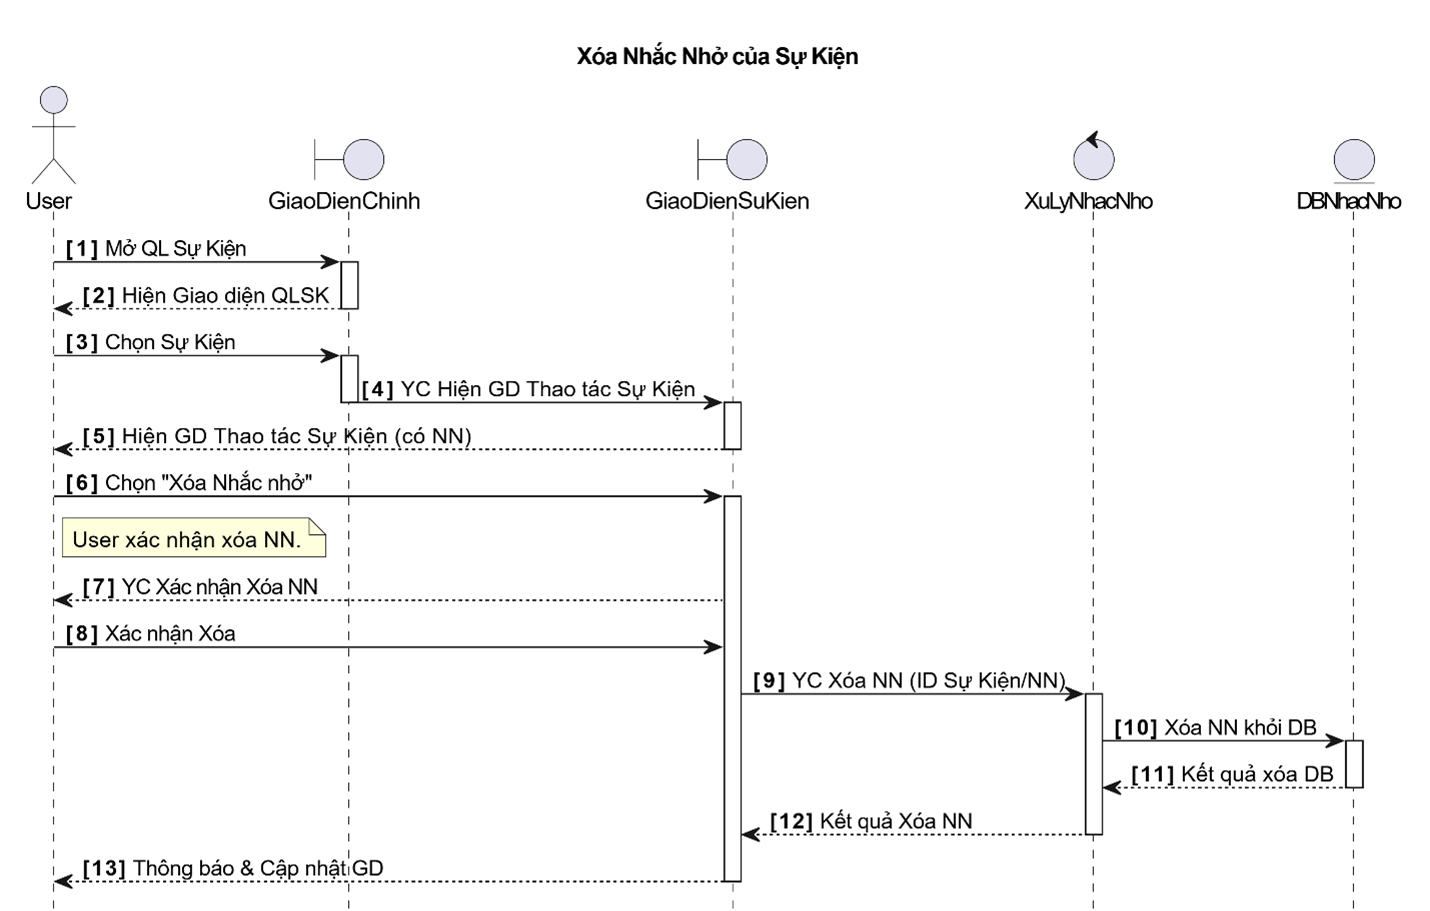 Xóa Nhắc Nhở của Sự Kiện
User
GiaoDienChinh
GiaoDienSuKien
XuLyNhacNho
DBNhacNho
[1] Mở QL Sự Kiện
[2] Hiện Giao diện QLSK
[3] Chọn Sự Kiện
[4] YC Hiện GD Thao tác Sự Kiện
[5] Hiện GD Thao tác Sự Kiện (có NN)
[6] Chọn "Xóa Nhắc nhở"
User xác nhận xóa NN.
[7] YC Xác nhận Xóa NN
[8] Xác nhận Xóa
[9] YC Xóa NN (ID Sự Kiện/NN)
[10] Xóa NN khỏi DB
[11] Kết quả xóa DB
[12] Kết quả Xóa NN
[13] Thông báo & Cập nhật GD